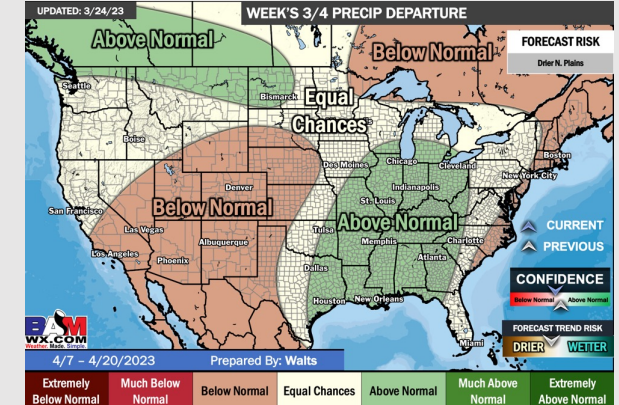 UPDATED: 3/24/23
WEEK'S 3/4 PRECIP DEPARTURE
Above Normal
Below Normal
FORECAST RISK
Drier N. Plains
Seattle
Bismarck
Equal
Chances
Boise
Des Moines
Chicago
Cleveland
Boston
New York City
Denver
Indianapolis
St. Louis
San Francisco
Below Normal
Above Normal
Las Vegas
Tulsa
CURRENT
Albuquerque
Memphis
Charlotte
PREVIOUS
Los Angeles
Phoenix
Atlanta
Dallas
CONFIDENCE
Houston
New Orleans
Below Normal
Above Normal
BAM
WX.COM
Weather. Made. Simple.
FORECAST TREND RISK
Miami
DRIER
WETTER
4/7 – 4/20/2023
Prepared By: Walts
Extremely
Below Normal
Much Below
Normal
Below Normal
Equal Chances
Above Normal
Much Above
Normal
Extremely
Above Normal